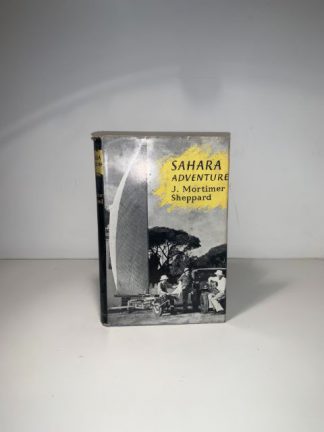 SAHARA
ADVENTURE
J. Mortimer
Sheppard